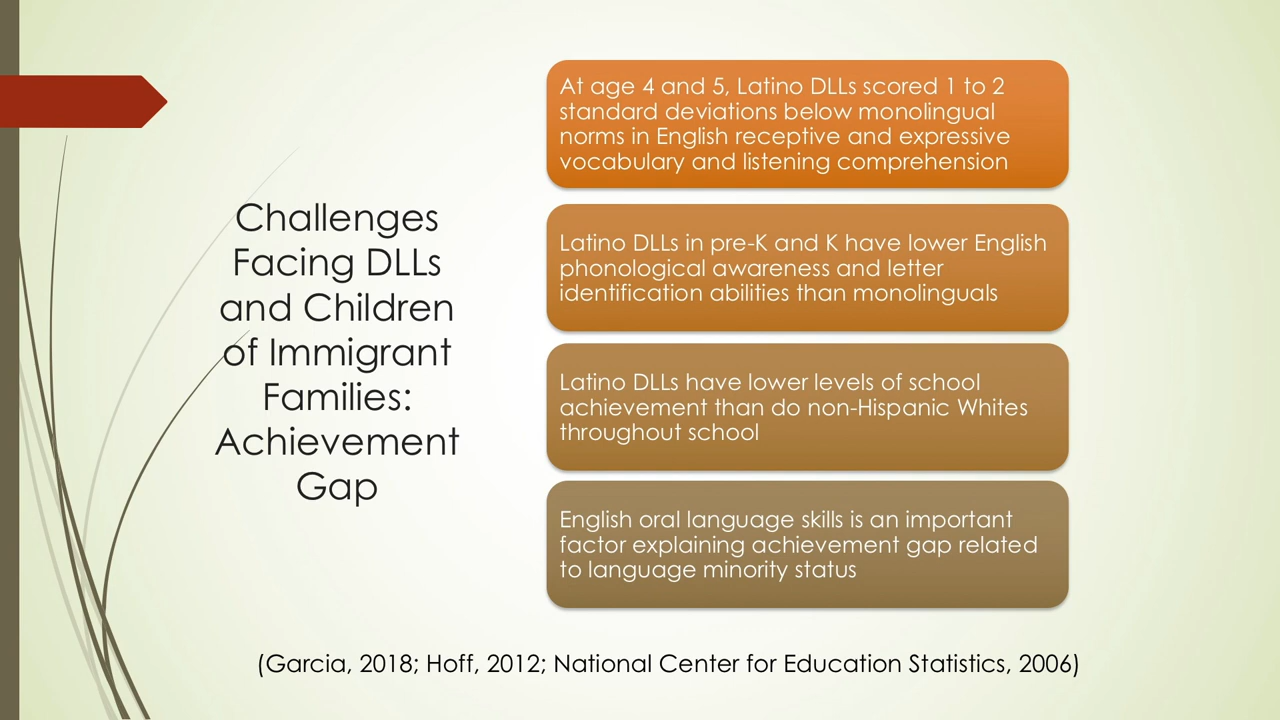 Challenges
Facing DLLs
and Children
of Immigrant
Families:
Achievement
Gap
At age 4 and 5, Latino DLLs scored 1 to 2
standard deviations below monolingual
norms in English receptive and expressive
vocabulary and listening comprehension
Latino DLLs in pre-K and K have lower English
phonological awareness and letter
identification abilities than monolinguals
Latino DLLs have lower levels of school
achievement than do non-Hispanic Whites
throughout school
English oral language skills is an important
factor explaining achievement gap related
to language minority status
(Garcia, 2018; Hoff, 2012; National Center for Education Statistics, 2006)